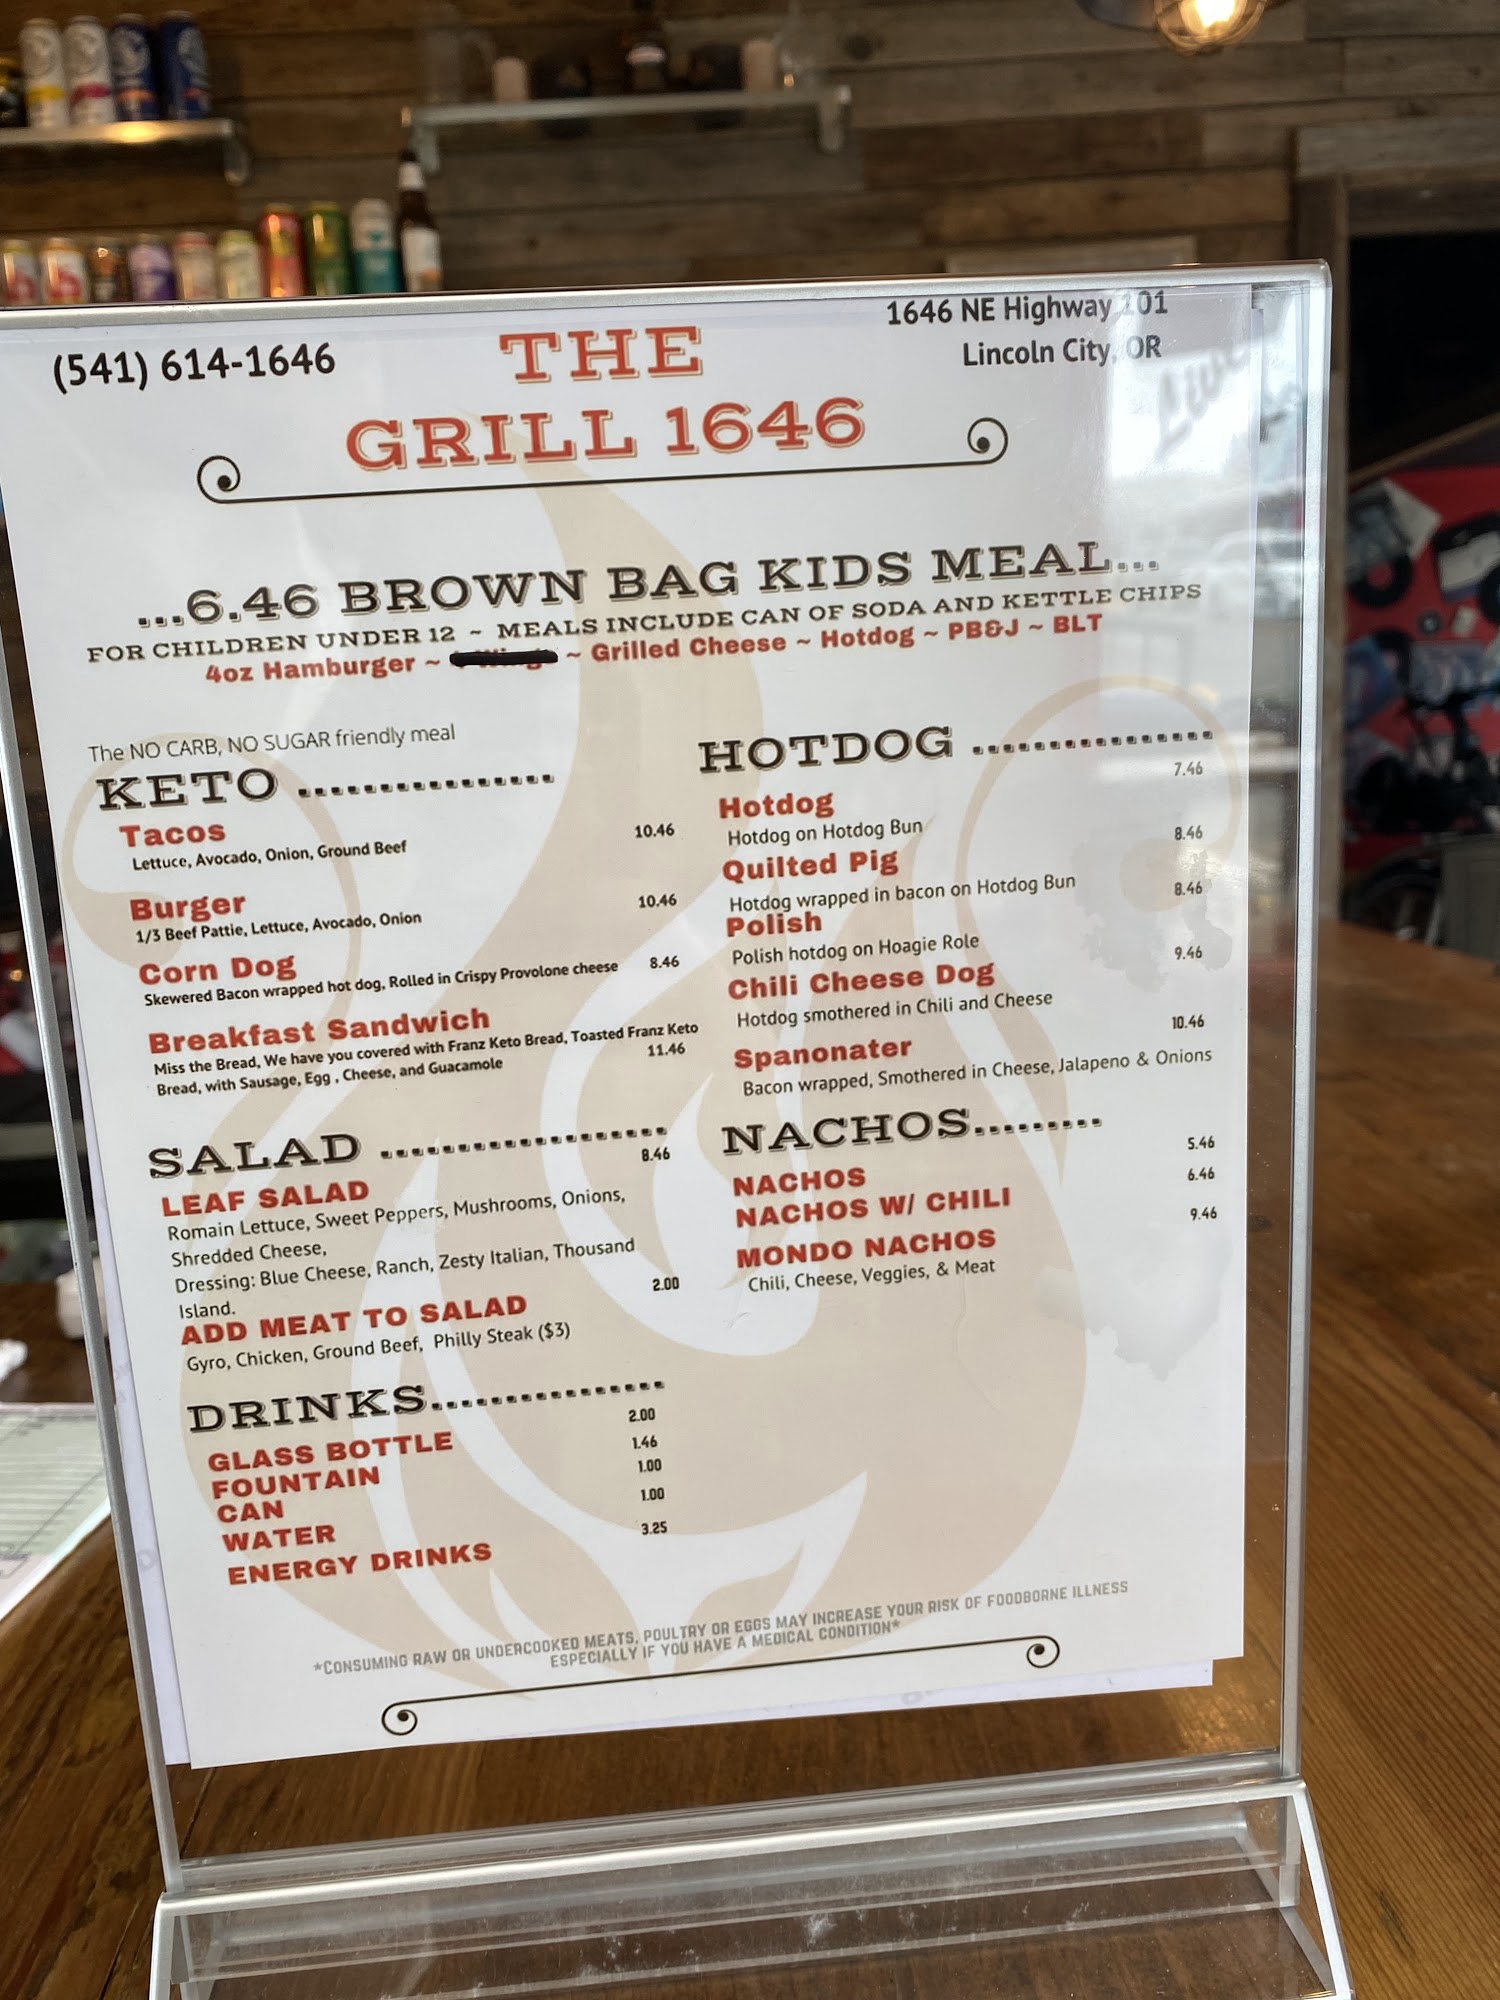 (541) 614-1646
THE
GRILL 1646
1646 NE Highway 101
Lincoln City, OR
...6.46 BROWN BAG KIDS MEAL...
FOR CHILDREN UNDER 12 ~ MEALS INCLUDE CAN OF SODA AND KETTLE CHIPS
4oz Hamburger ~ ~ Grilled Cheese ~ Hotdog ~ PB&J ~ BLT
The NO CARB, NO SUGAR friendly meal
KETO ................
Tacos 10.46
Lettuce, Avocado, Onion, Ground Beef
Burger 10.46
1/3 Beef Pattie, Lettuce, Avocado, Onion
Corn Dog 8.46
Skewered Bacon wrapped hot dog, Rolled in Crispy Provolone cheese
Breakfast Sandwich
Miss the Bread, We have you covered with Franz Keto Bread, Toasted Franz Keto
Bread, with Sausage, Egg , Cheese, and Guacamole 11.46
SALAD ...................
8.46
LEAF SALAD
Romain Lettuce, Sweet Peppers, Mushrooms, Onions,
Shredded Cheese,
Dressing: Blue Cheese, Ranch, Zesty Italian, Thousand
Island.
2.00
ADD MEAT TO SALAD
Gyro, Chicken, Ground Beef, Philly Steak ($3)
DRINKS................
2.00
GLASS BOTTLE
1.46
FOUNTAIN
1.00
CAN
1.00
WATER
3.25
ENERGY DRINKS
HOTDOG ................
7.46
Hotdog
Hotdog on Hotdog Bun
8.46
Quilted Pig
Hotdog wrapped in bacon on Hotdog Bun
8.46
Polish
Polish hotdog on Hoagie Role
9.46
Chili Cheese Dog
Hotdog smothered in Chili and Cheese
10.46
Spanonater
Bacon wrapped, Smothered in Cheese, Jalapeno & Onions
NACHOS.........
5.46
NACHOS
6.46
NACHOS W/ CHILI
9.46
MONDO NACHOS
Chili, Cheese, Veggies, & Meat
*CONSUMING RAW OR UNDERCOOKED MEATS, POULTRY OR EGGS MAY INCREASE YOUR RISK OF FOODBORNE ILLNESS
ESPECIALLY IF YOU HAVE A MEDICAL CONDITION*